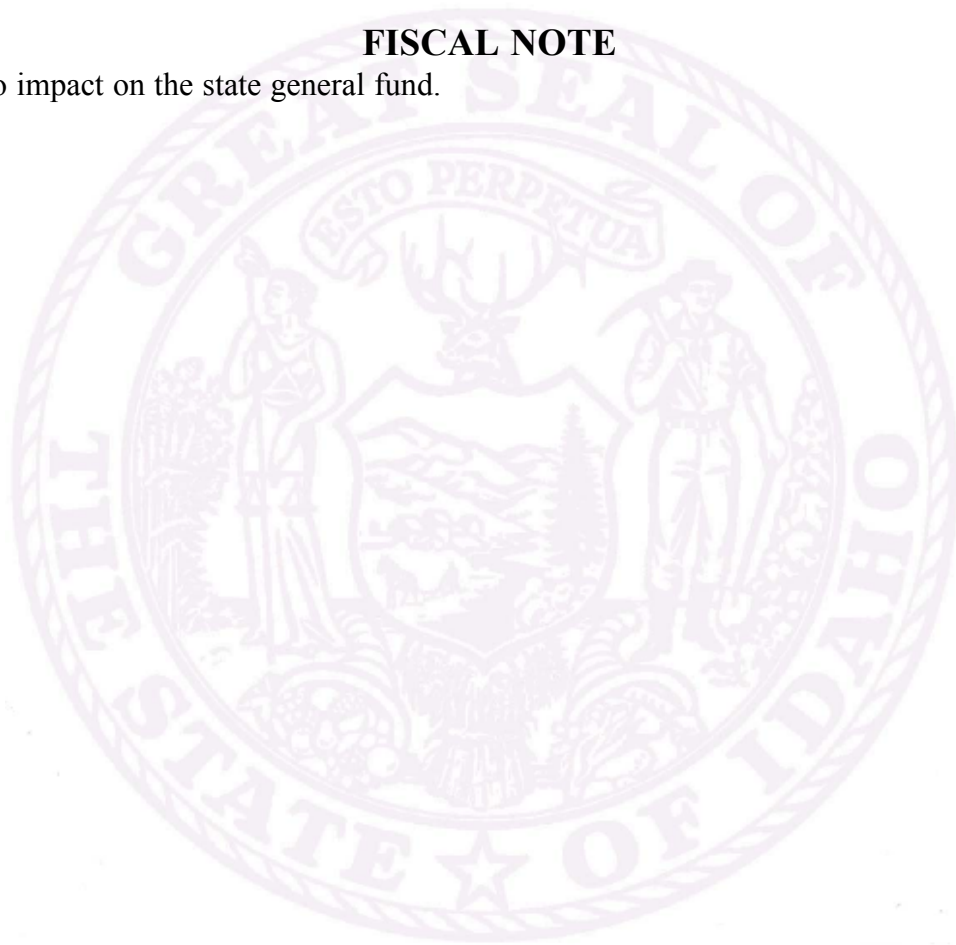 FISCAL NOTE
o impact on the state general fund.
GREAT SEAL OF
ESTO PERPETUA
THE STATE OF IDAHO